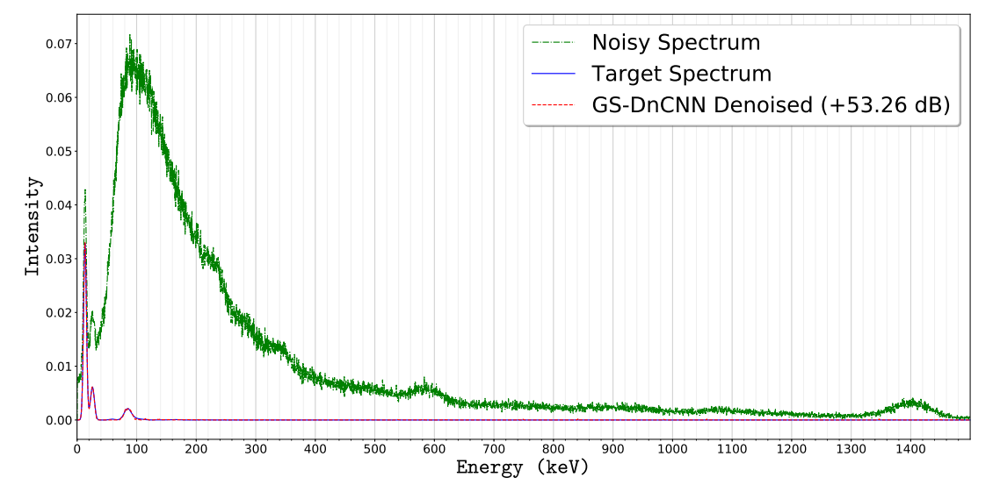 Noisy Spectrum
Target Spectrum
GS-DnCNN Denoised (+53.26 dB)
0.07
0.06
0.05
0.04
0.03
0.02
0.01
0.00
Intensity
0 100 200 300 400 500 600 700 800 900 1000 1100 1200 1300 1400
Energy (keV)